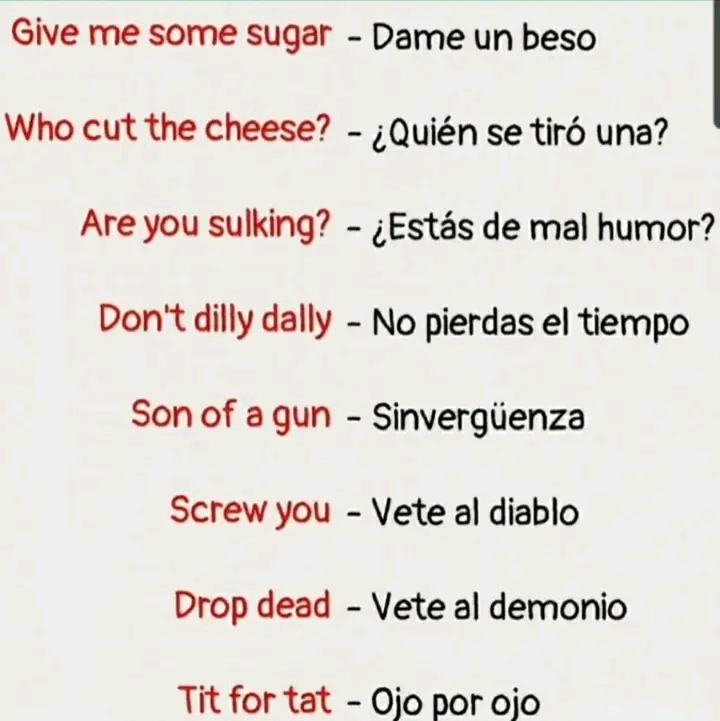 Give me some sugar - Dame un beso
Who cut the cheese? - ¿Quién se tiró una?
Are you sulking? - ¿Estás de mal humor?
Don't dilly dally - No pierdas el tiempo
Son of a gun - Sinvergüenza
Screw you - Vete al diablo
Drop dead - Vete al demonio
Tit for tat - Ojo por ojo